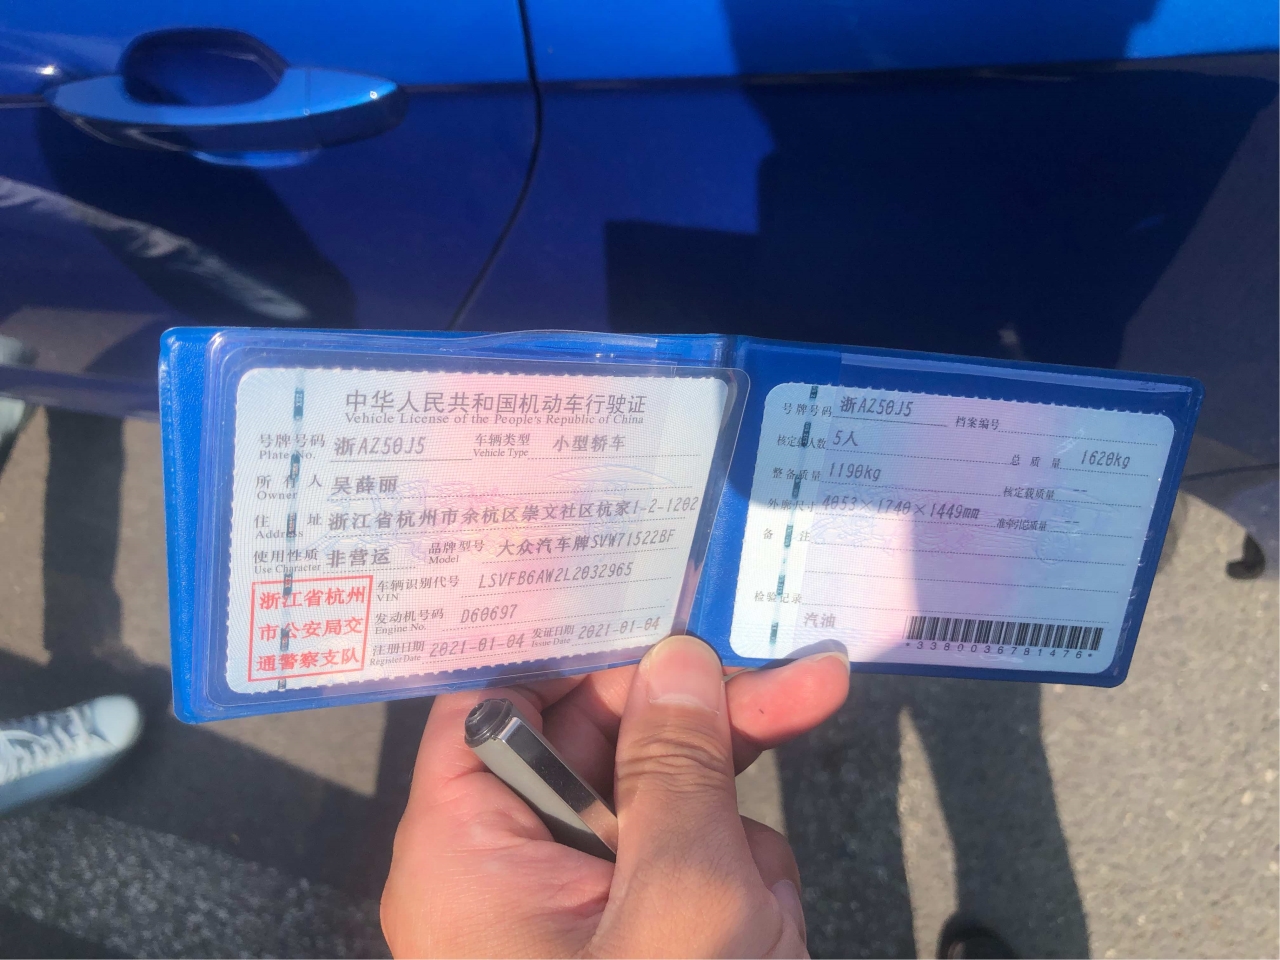 中华人民共和国机动车行驶证
Vehicle License of the People's Republic of China
号牌号码 浙AZ50J5 车辆类型 小型轿车
Plate No. Vehicle Type
所有人 吴薛丽
Owner
住址 浙江省杭州市余杭区崇文社区杭家1-2-1202
Address
使用性质 非营运 品牌型号 大众汽车牌SVW71522BF
Use Character Model
车辆识别代号 LSVFB6AW2L2032965
VIN
发动机号码 D60697
Engine No.
注册日期 2021-01-04 发证日期 2021-01-04
Register Date Issue Date
浙江省杭州
市公安局交
通警察支队
号牌号码 浙AZ50J5 档案编号
核定载人数 5人 总质量 1620kg
整备质量 1190kg 核定载质量 --
外廓尺寸 4053×1740×1449mm 准牵引总质量 --
备注
检验记录
汽油
*3380036781476*